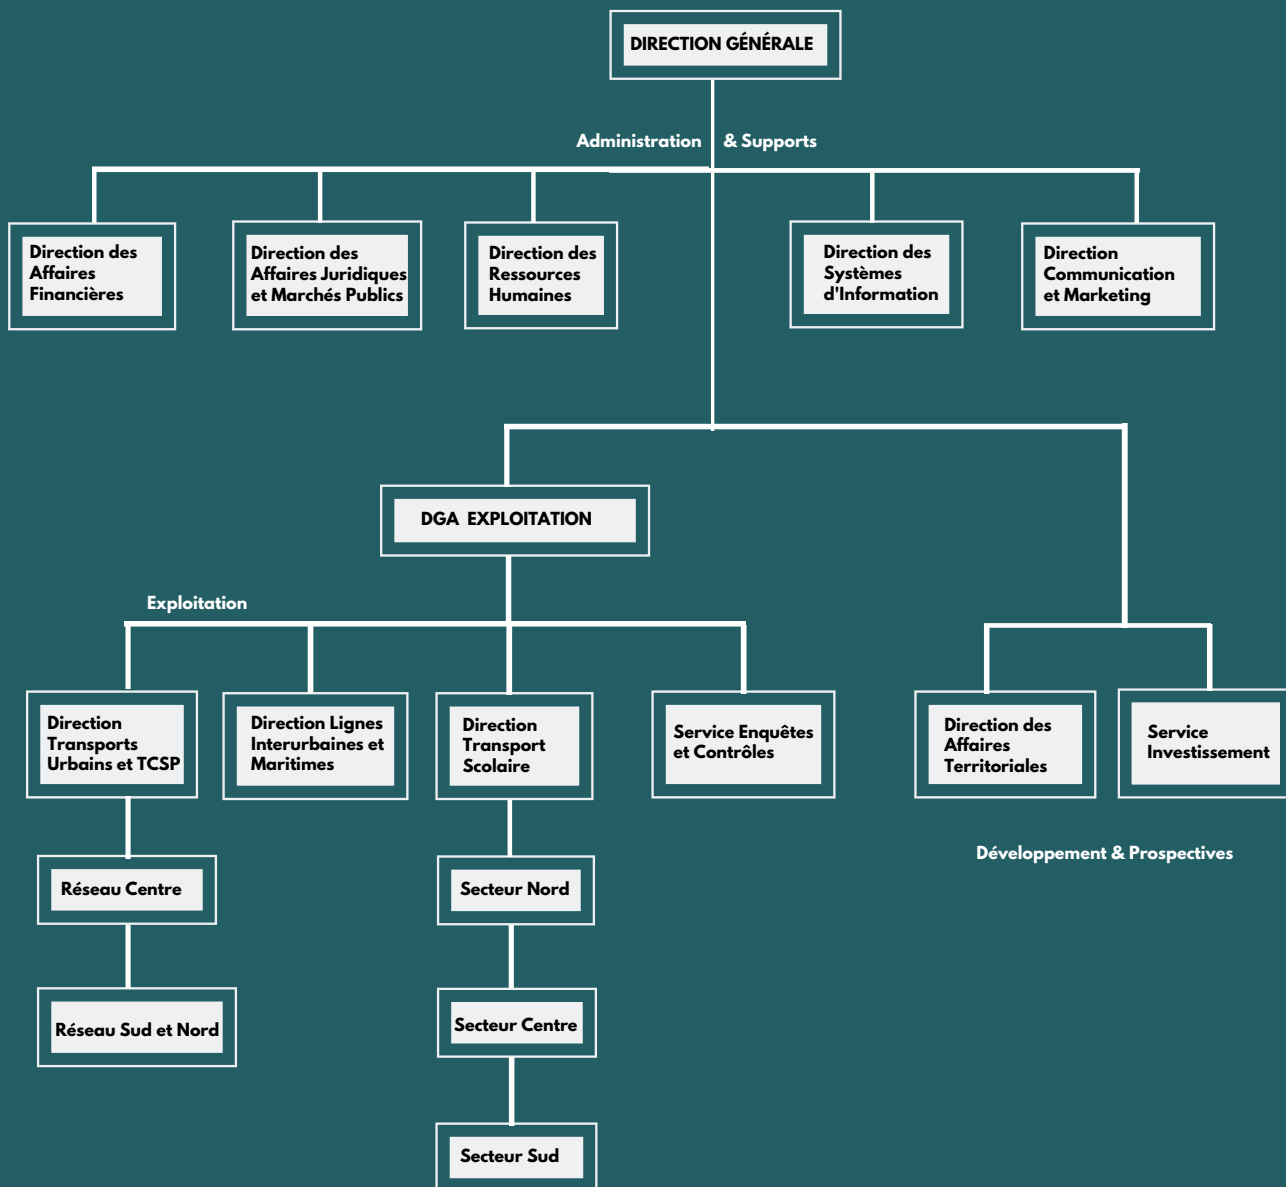 DIRECTION GÉNÉRALE
Administration & Supports
Direction des
Affaires
Financières
Direction des
Affaires Juridiques
et Marchés Publics
Direction des
Ressources
Humaines
Direction des
Systèmes
d'Information
Direction
Communication
et Marketing
DGA EXPLOITATION
Exploitation
Direction
Transports
Urbains et TCSP
Direction Lignes
Interurbaines et
Maritimes
Direction
Transport
Scolaire
Service Enquêtes
et Contrôles
Direction des
Affaires
Territoriales
Service
Investissement
Développement & Prospectives
Réseau Centre
Secteur Nord
Réseau Sud et Nord
Secteur Centre
Secteur Sud